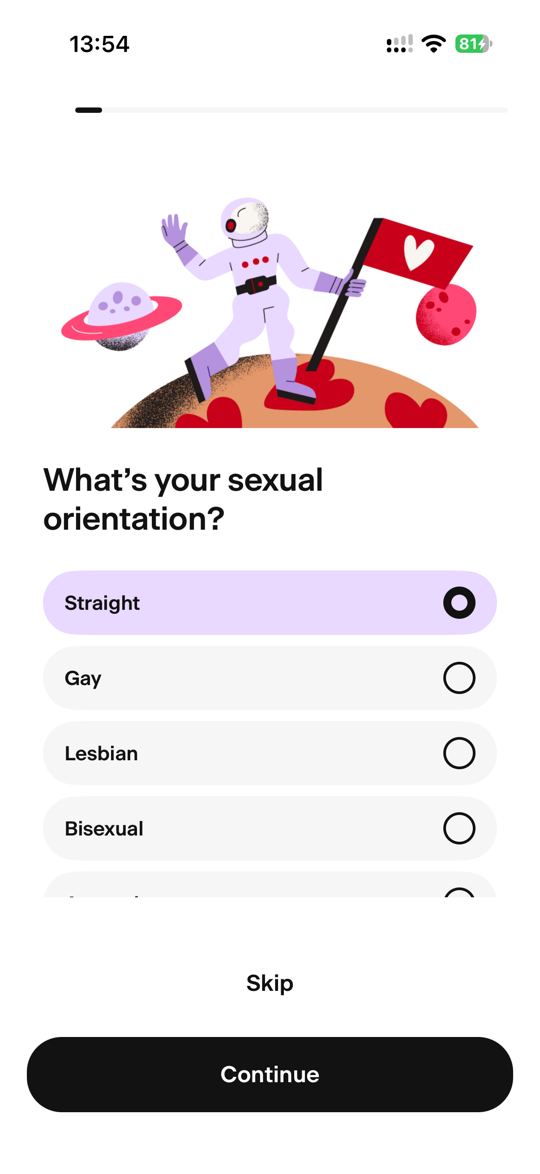 13:54
81
What’s your sexual
orientation?
Straight
Gay
Lesbian
Bisexual
Skip
Continue